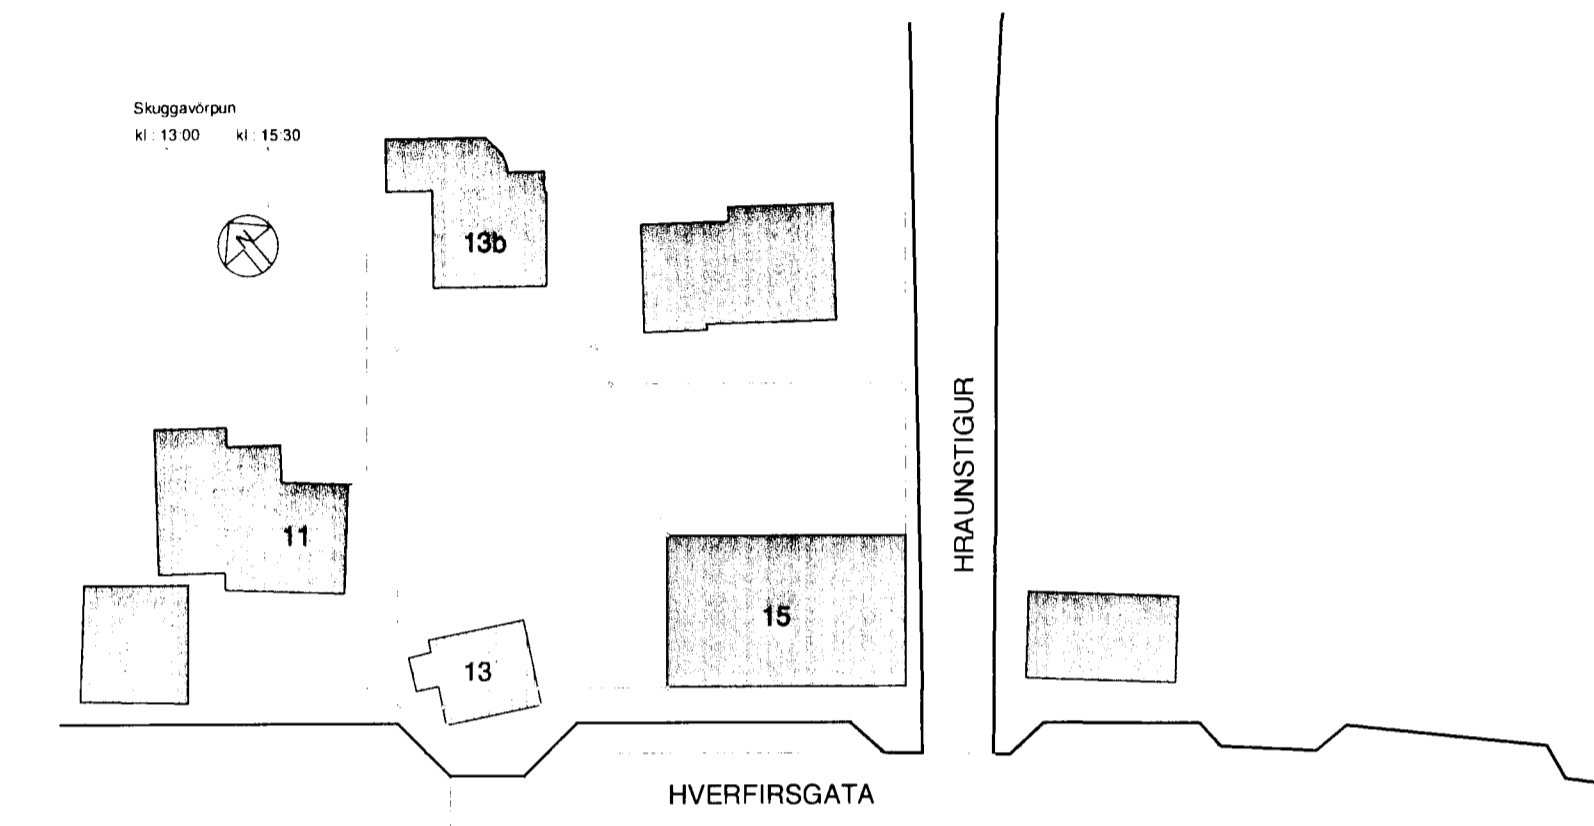 Skuggavörpun
kl : 13:00 kl : 15:30
13b
11
15
13
HRAUNSTIGUR
HVERFIRSGATA